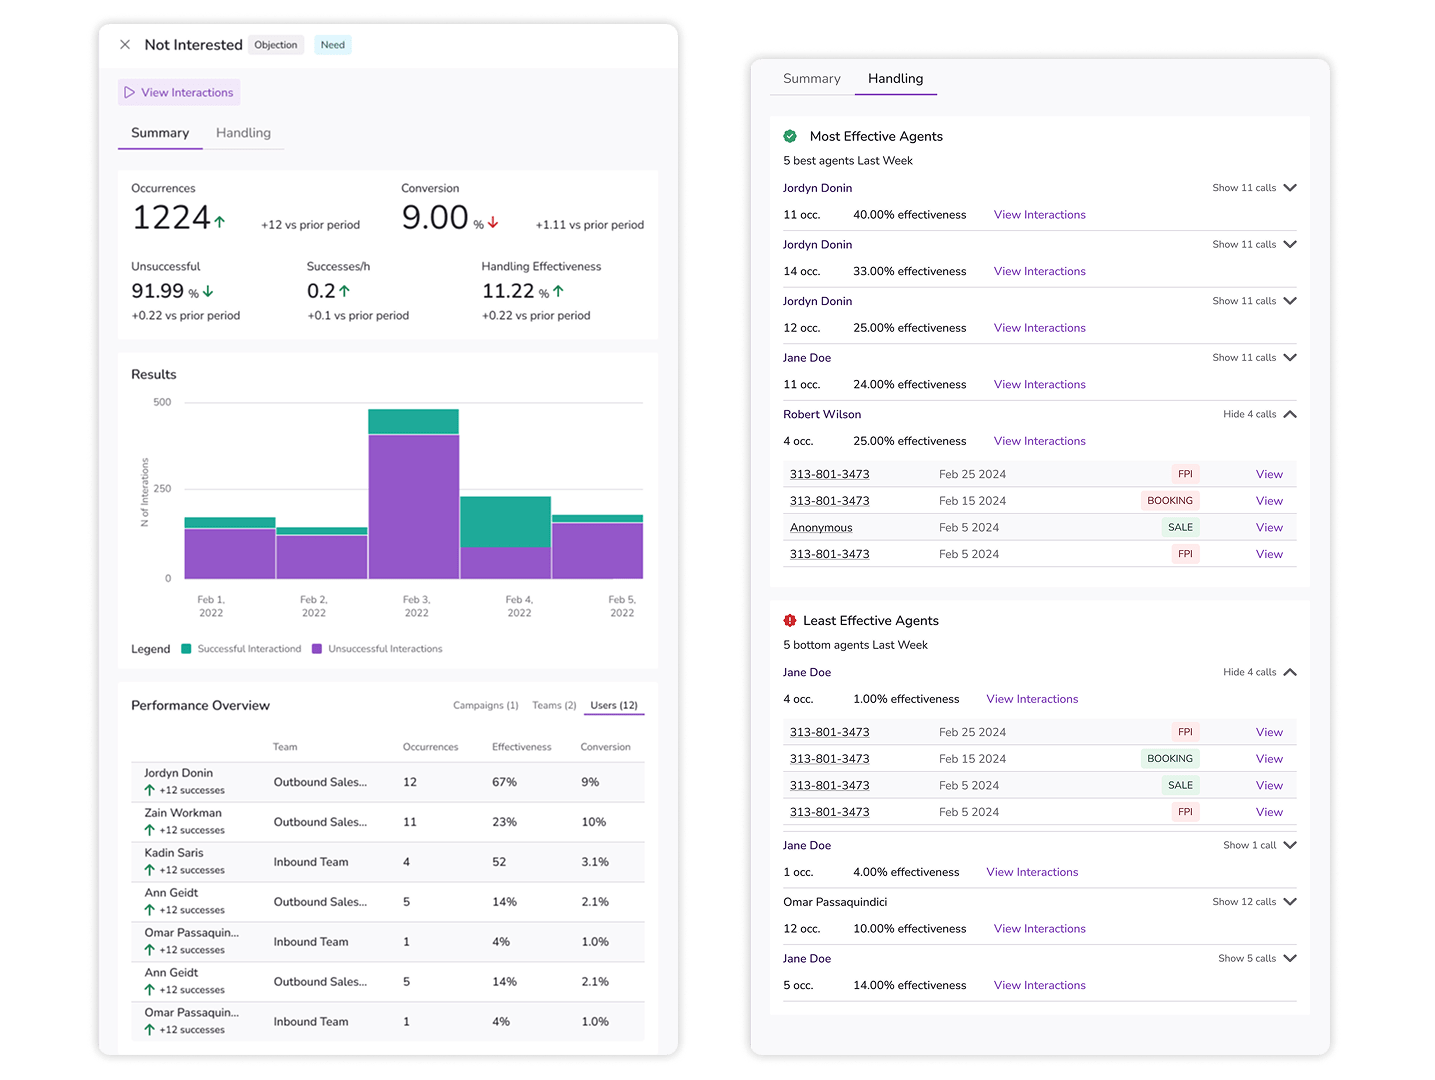 Not Interested Objection Need
View Interactions
Summary Handling
Occurrences Conversion
1224 +12 vs prior period 9.00 % +1.11 vs prior period
Unsuccessful Successes/h Handling Effectiveness
91.99 % 0.2 11.22 %
+0.22 vs prior period +0.1 vs prior period +0.22 vs prior period
Results
500
250
0
N of Interations
Feb 1, Feb 2, Feb 3, Feb 4, Feb 5,
2022 2022 2022 2022 2022
Legend Successful Interactiond Unsuccessful Interactions
Performance Overview Campaigns (1) Teams (2) Users (12)
Team Occurrences Effectiveness Conversion
Jordyn Donin
+12 successes
Outbound Sales... 12 67% 9%
Zain Workman
+12 successes
Outbound Sales... 11 23% 10%
Kadin Saris
+12 successes
Inbound Team 4 52 3.1%
Ann Geidt
+12 successes
Outbound Sales... 5 14% 2.1%
Omar Passaquin...
+12 successes
Inbound Team 1 4% 1.0%
Ann Geidt
+12 successes
Outbound Sales... 5 14% 2.1%
Omar Passaquin...
+12 successes
Inbound Team 1 4% 1.0%
Summary Handling
Most Effective Agents
5 best agents Last Week
Jordyn Donin Show 11 calls
11 occ. 40.00% effectiveness View Interactions
Jordyn Donin Show 11 calls
14 occ. 33.00% effectiveness View Interactions
Jordyn Donin Show 11 calls
12 occ. 25.00% effectiveness View Interactions
Jane Doe Show 11 calls
11 occ. 24.00% effectiveness View Interactions
Robert Wilson Hide 4 calls
4 occ. 25.00% effectiveness View Interactions
313-801-3473 Feb 25 2024 FPI View
313-801-3473 Feb 15 2024 BOOKING View
Anonymous Feb 5 2024 SALE View
313-801-3473 Feb 5 2024 FPI View
Least Effective Agents
5 bottom agents Last Week
Jane Doe Hide 4 calls
4 occ. 1.00% effectiveness View Interactions
313-801-3473 Feb 25 2024 FPI View
313-801-3473 Feb 15 2024 BOOKING View
313-801-3473 Feb 5 2024 SALE View
313-801-3473 Feb 5 2024 FPI View
Jane Doe Show 1 call
1 occ. 4.00% effectiveness View Interactions
Omar Passaquindici Show 12 calls
12 occ. 10.00% effectiveness View Interactions
Jane Doe Show 5 calls
5 occ. 14.00% effectiveness View Interactions